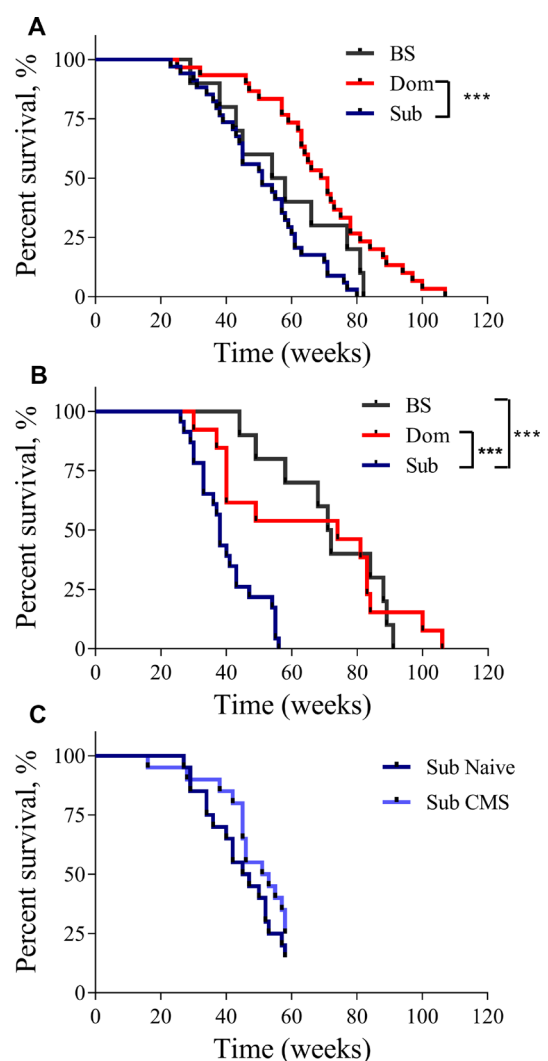 A
Percent survival, %
100
75
50
25
0
0 20 40 60 80 100 120
Time (weeks)
BS
Dom
Sub
***
B
Percent survival, %
100
75
50
25
0
0 20 40 60 80 100 120
Time (weeks)
BS
Dom
Sub
***
***
C
Percent survival, %
100
75
50
25
0
0 20 40 60 80 100 120
Time (weeks)
Sub Naive
Sub CMS